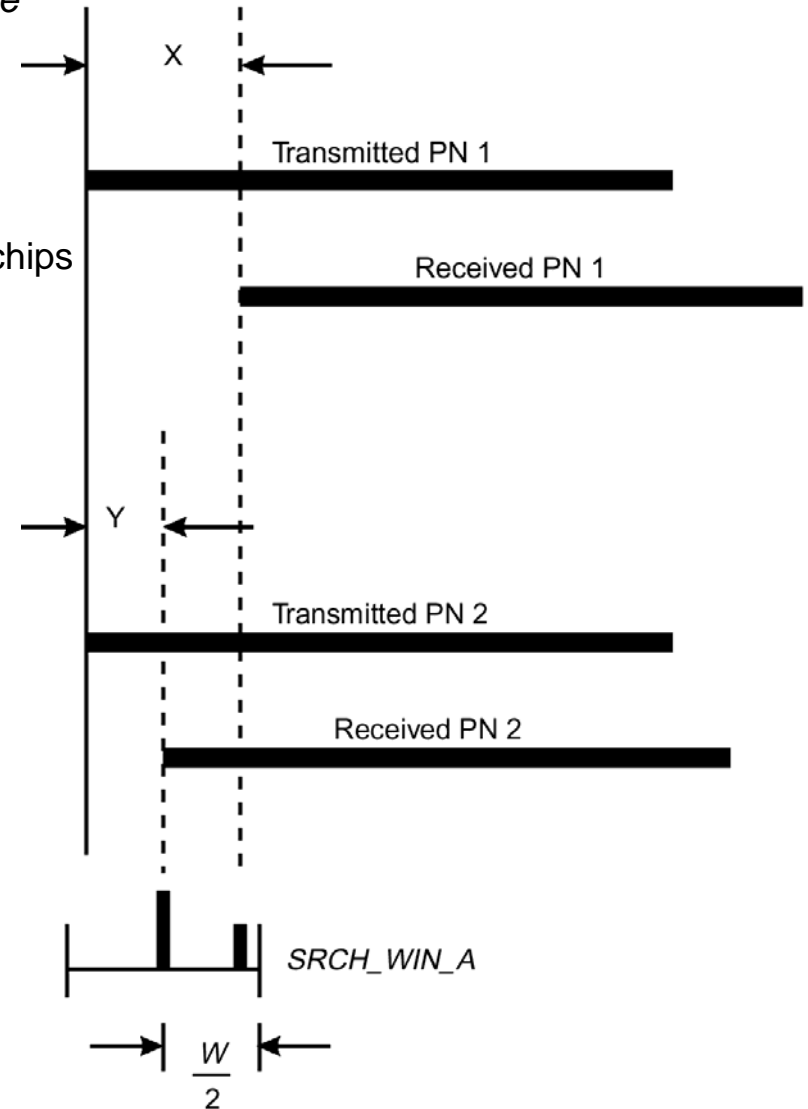 e
X
Transmitted PN 1
chips
Received PN 1
Y
Transmitted PN 2
Received PN 2
SRCH_WIN_A
W
2